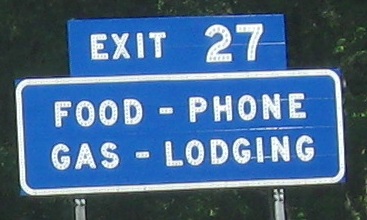 EXIT 27
FOOD - PHONE
GAS - LODGING